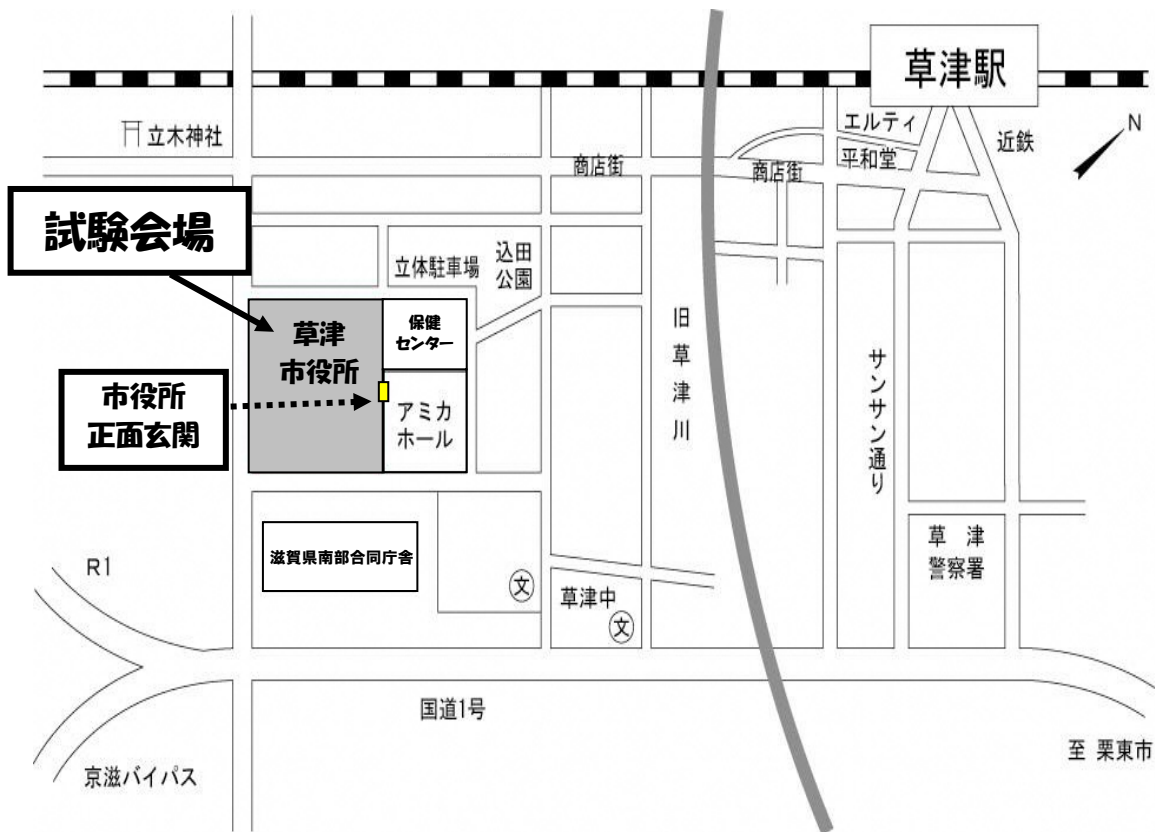 草津駅
エルティ
近鉄
N
立木神社
平和堂
商店街
商店街
試験会場
込田
公園
立体駐車場
草津
市役所
保健
センター
旧草津川
サンサン通り
市役所
正面玄関
アミカ
ホール
滋賀県南部合同庁舎
草津
警察署
R1
文
草津中
文
国道1号
至 栗東市
京滋バイパス